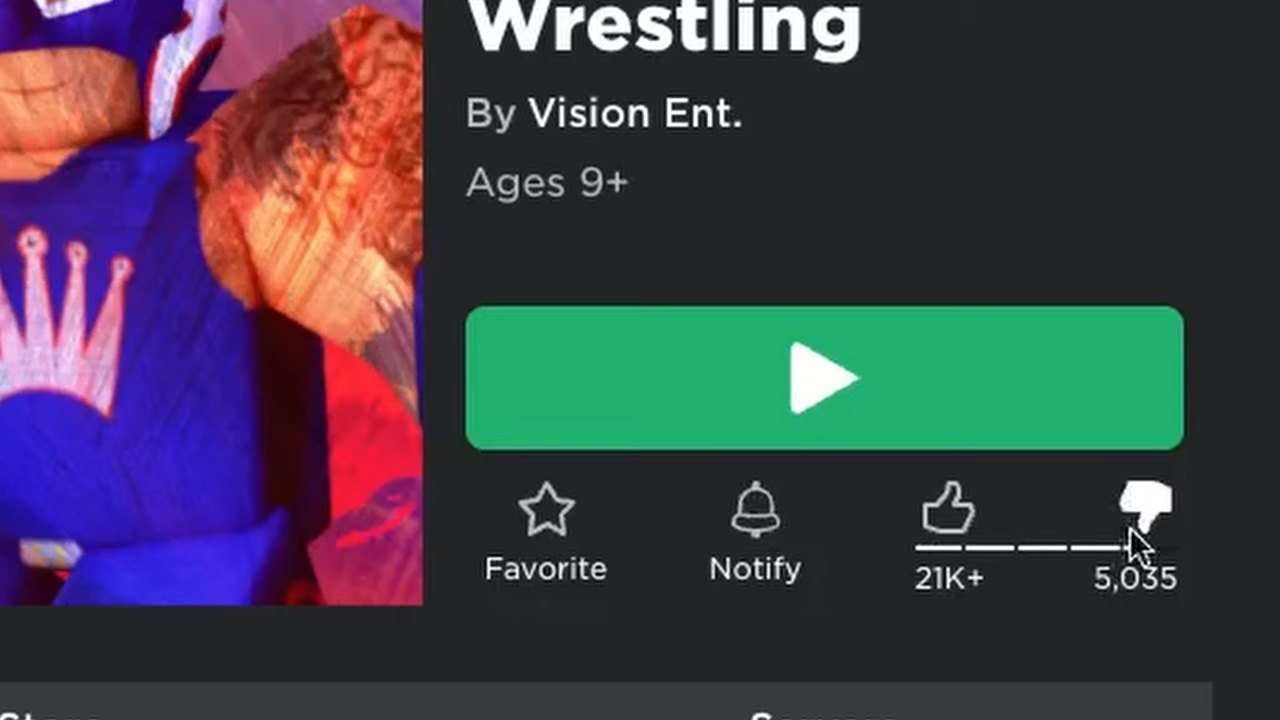 Wrestling
By Vision Ent.
Ages 9+
Favorite
Notify
21K+
5,035